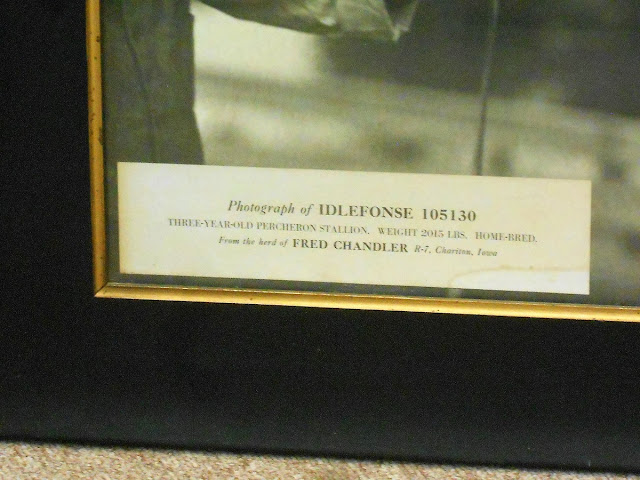 Photograph of IDLEFONSE 105130
THREE-YEAR-OLD PERCHERON STALLION. WEIGHT 2015 LBS. HOME-BRED.
From the herd of FRED CHANDLER R-7, Chariton, Iowa